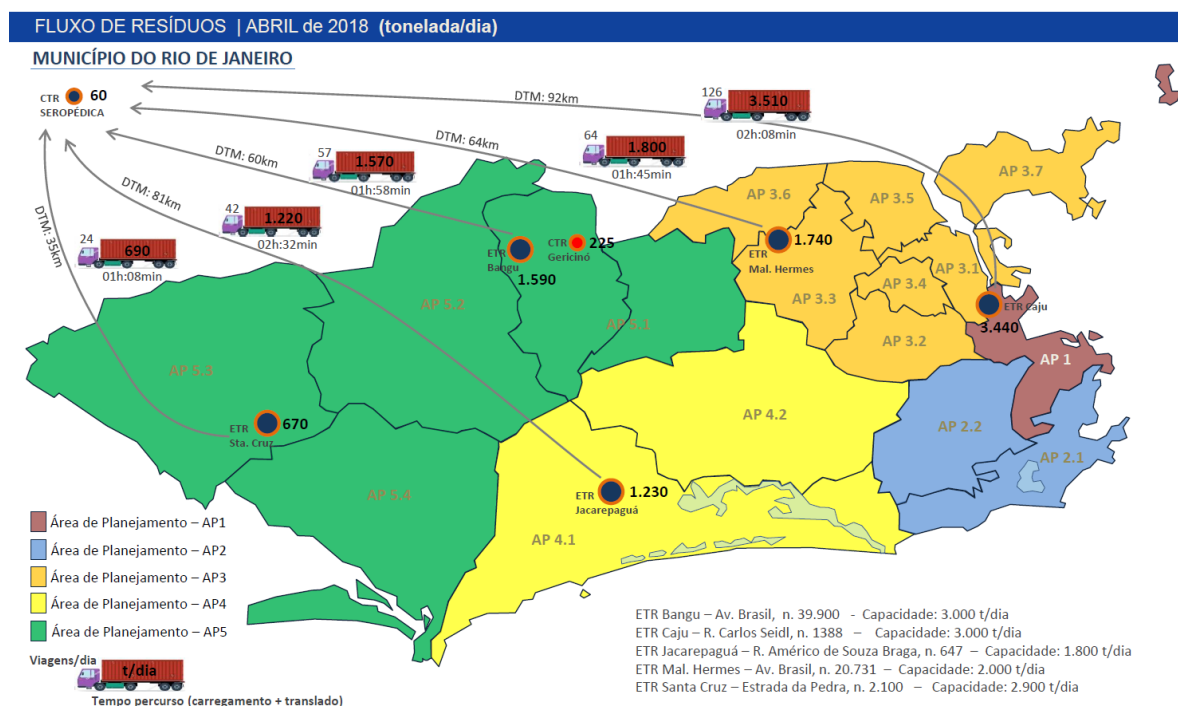 FLUXO DE RESÍDUOS | ABRIL de 2018 (tonelada/dia)
MUNICÍPIO DO RIO DE JANEIRO
CTR SEROPÉDICA
60
DTM: 92km
126
3.510
02h:08min
DTM: 64km
64
1.800
01h:45min
DTM: 60km
57
1.570
01h:58min
DTM: 81km
42
1.220
02h:32min
DTM: 35km
24
690
01h:08min
AP 3.7
AP 3.6
AP 3.5
AP 3.1
AP 3.4
AP 3.3
AP 3.2
ETR Mal. Hermes
1.740
ETR Caju
3.440
CTR Gericinó
225
ETR Bangu
1.590
AP 5.2
AP 5.1
AP 5.3
AP 1
AP 4.2
AP 2.2
AP 2.1
ETR Sta. Cruz
670
AP 5.4
ETR Jacarepaguá
1.230
AP 4.1
Área de Planejamento – AP1
Área de Planejamento – AP2
Área de Planejamento – AP3
Área de Planejamento – AP4
Área de Planejamento – AP5
Viagens/dia
t/dia
Tempo percurso (carregamento + translado)
ETR Bangu – Av. Brasil, n. 39.900 - Capacidade: 3.000 t/dia
ETR Caju – R. Carlos Seidl, n. 1388 – Capacidade: 3.000 t/dia
ETR Jacarepaguá – R. Américo de Souza Braga, n. 647 – Capacidade: 1.800 t/dia
ETR Mal. Hermes – Av. Brasil, n. 20.731 – Capacidade: 2.000 t/dia
ETR Santa Cruz – Estrada da Pedra, n. 2.100 – Capacidade: 2.900 t/dia